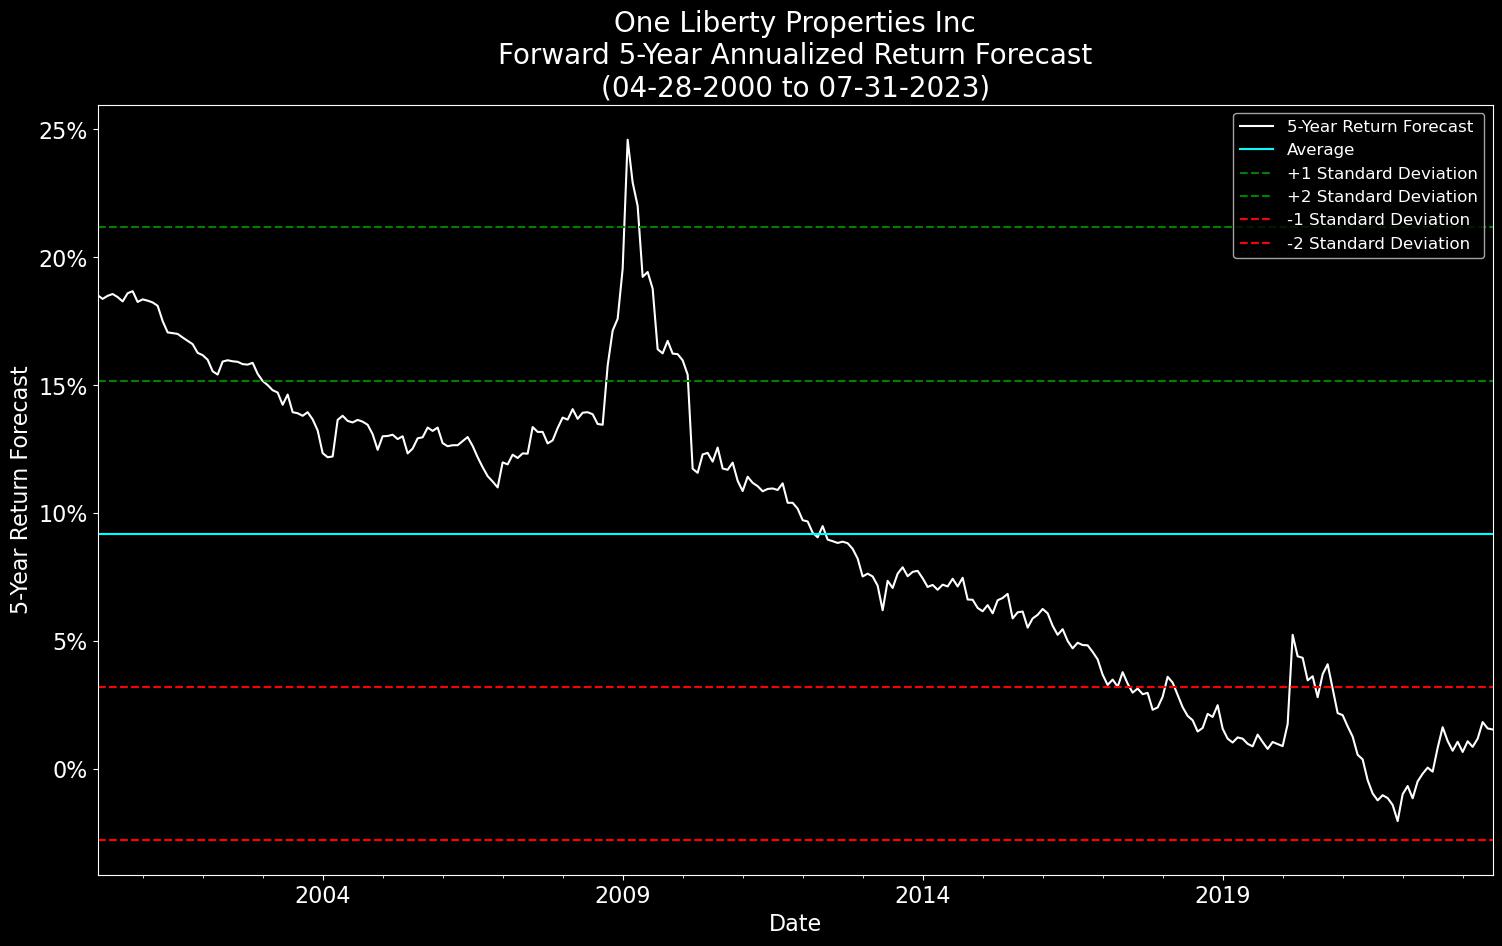 One Liberty Properties Inc
Forward 5-Year Annualized Return Forecast
(04-28-2000 to 07-31-2023)
5-Year Return Forecast
Average
+1 Standard Deviation
+2 Standard Deviation
-1 Standard Deviation
-2 Standard Deviation
5-Year Return Forecast
25%
20%
15%
10%
5%
0%
2004
2009
2014
2019
Date